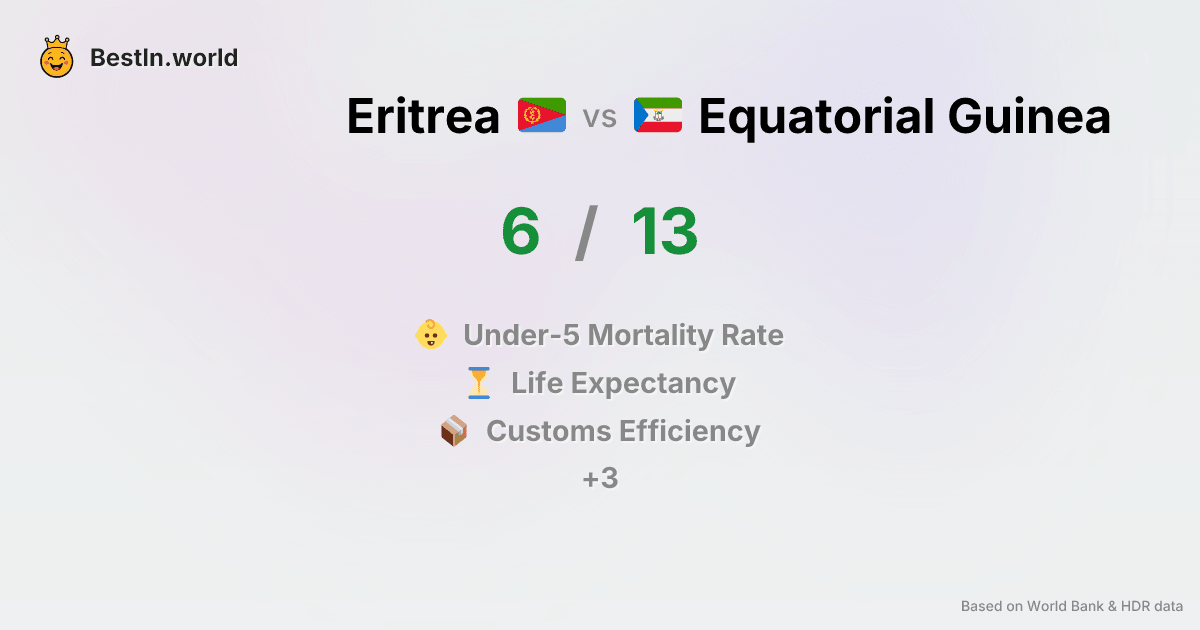 BestIn.world
Eritrea vs Equatorial Guinea
6 / 13
Under-5 Mortality Rate
Life Expectancy
Customs Efficiency
+3
Based on World Bank & HDR data